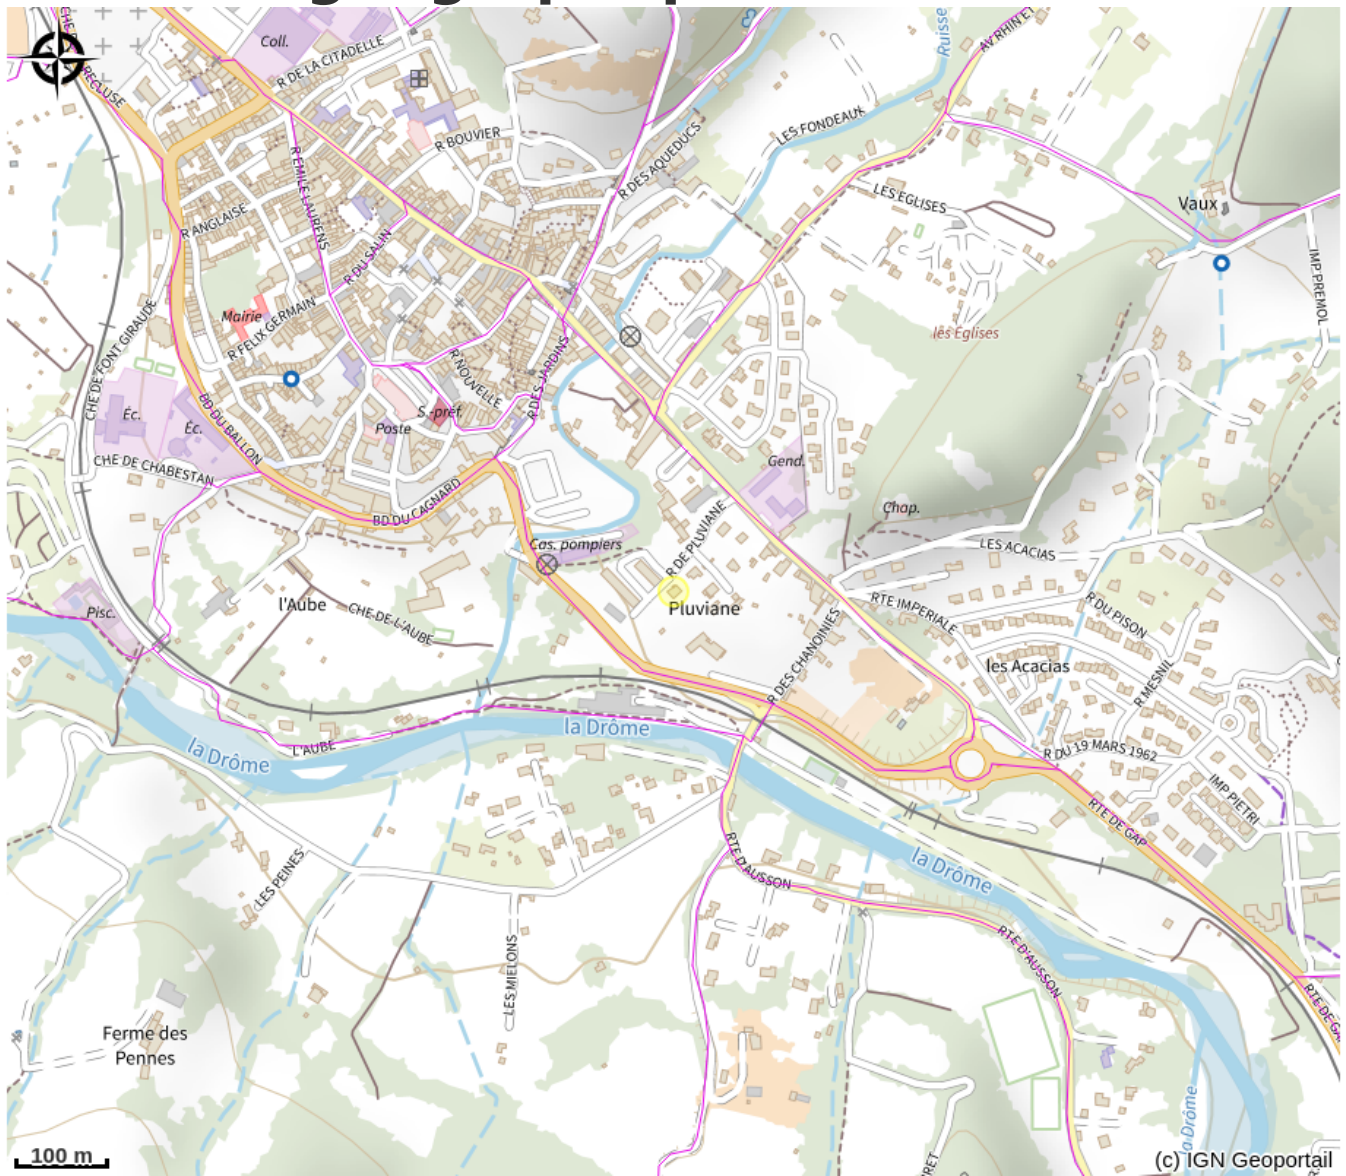 Coll.
R DE LA CITADELLE
RECLUSE
Ruisse
AV RHIN ET
R BOUVIER
LES FONDEAUX
R DES AQUEDUCS
R EMILE LAURENS
R ANGLAISE
R DU SALIN
LES EGLISES
Vaux
IMP PREMOL
Mairie
R FELIX GERMAIN
les Eglises
CHE DE FONT GIRAUDE
R NOUVELLE
R DES JARDINS
Éc.
Éc.
BD DU BALLON
S.-préf.
Poste
Gend.
CHE DE CHABESTAN
BD DU CAGNARD
Chap.
R DE PLUVIANE
Cas. pompiers
LES ACACIAS
Pisc.
l'Aube
CHE DE L'AUBE
Pluviane
RTE IMPERIALE
R DU PISON
R DES CHANOINIES
les Acacias
R MESNIL
la Drôme
la Drôme
L'AUBE
R DU 19 MARS 1962
IMP PIETRI
RTE DE GAP
RTE D'AUSSON
la Drôme
LES PEINES
LES MIELONS
RTE D'AUSSON
RTE DE GA
Ferme des
Pennes
la Drôme
100 m
(c) IGN Geoportail